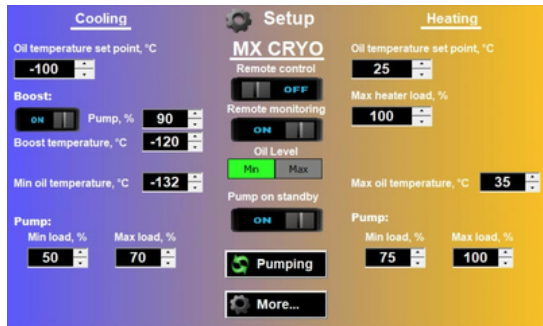 Cooling
Oil temperature set point, °C
-100
Boost:
ON Pump, % 90
Boost temperature, °C -120
Min oil temperature, °C -132
Pump:
Min load, % Max load, %
50 70
Setup
MX CRYO
Remote control
OFF
Remote monitoring
ON
Oil Level
Min Max
Pump on standby
ON
Pumping
More...
Heating
Oil temperature set point, °C
25
Max heater load, %
100
Max oil temperature, °C 35
Pump:
Min load, % Max load, %
75 100